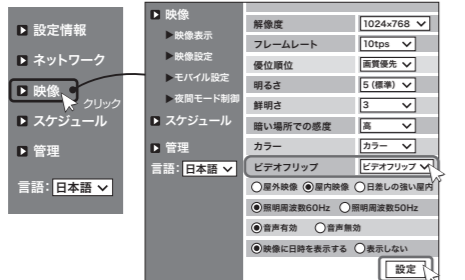 設定情報
ネットワーク
映像
クリック
スケジュール
管理
言語：日本語
映像
映像表示
映像設定
モバイル設定
夜間モード制御
スケジュール
管理
言語：日本語
解像度 1024×768
フレームレート 10fps
優位順位 画質優先
明るさ 5（標準）
鮮明さ 3
暗い場所での感度 高
カラー カラー
ビデオフリップ ビデオフリップ
屋外映像 屋内映像 日差しの強い屋内
照明周波数60Hz 照明周波数50Hz
音声有効 音声無効
映像に日時を表示する 表示しない
設定